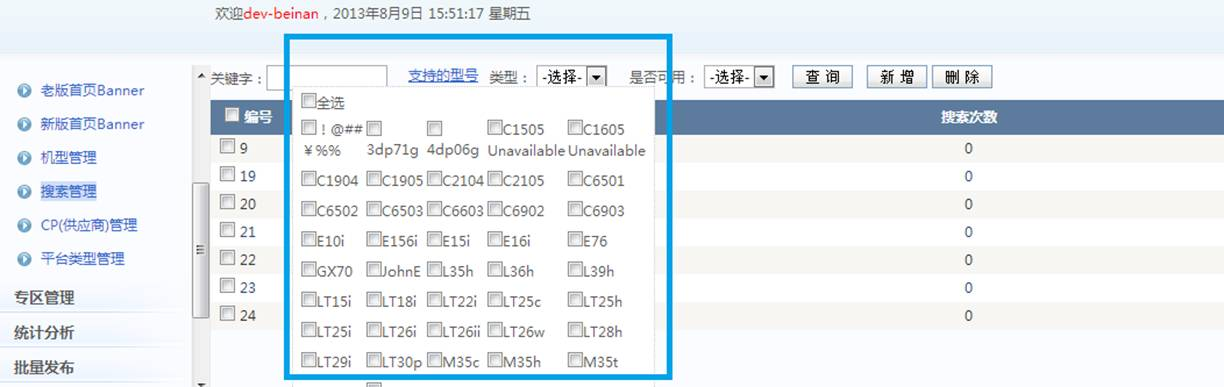 欢迎dev-beinan，2013年8月9日 15:51:17 星期五
关键字： 支持的型号 类型： -选择- 是否可用： -选择- 查 询 新 增 删 除
老版首页Banner
新版首页Banner
机型管理
搜索管理
CP(供应商)管理
平台类型管理
专区管理
统计分析
批量发布
编号 搜索次数
9 0
19 0
20 0
21 0
22 0
23 0
24 0
全选
！@## C1505 C1605
￥%% 3dp71g 4dp06g Unavailable Unavailable
C1904 C1905 C2104 C2105 C6501
C6502 C6503 C6603 C6902 C6903
E10i E156i E15i E16i E76
GX70 JohnE L35h L36h L39h
LT15i LT18i LT22i LT25c LT25h
LT25i LT26i LT26ii LT26w LT28h
LT29i LT30p M35c M35h M35t